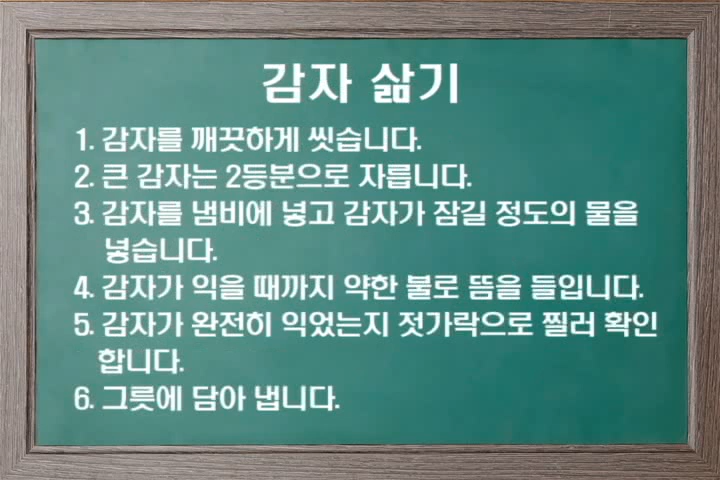 감자 삶기
1. 감자를 깨끗하게 씻습니다.
2. 큰 감자는 2등분으로 자릅니다.
3. 감자를 냄비에 넣고 감자가 잠길 정도의 물을
넣습니다.
4. 감자가 익을 때까지 약한 불로 뜸을 들입니다.
5. 감자가 완전히 익었는지 젓가락으로 찔러 확인
합니다.
6. 그릇에 담아 냅니다.